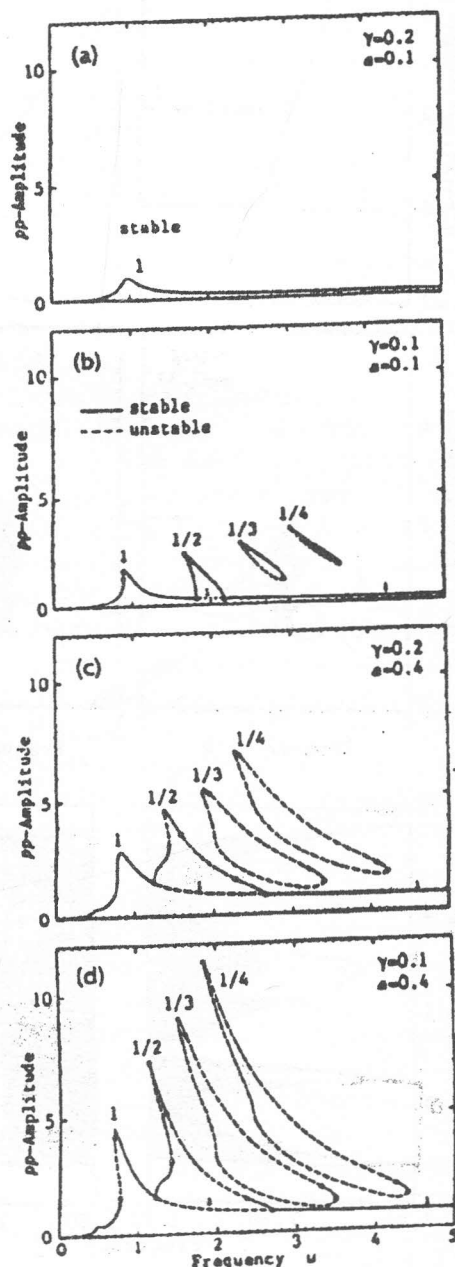 (a)
γ=0.2
a=0.1
10
pp-Amplitude
5
stable
1
0
(b)
γ=0.1
a=0.1
10
stable
unstable
pp-Amplitude
5
1/4
1/3
1/2
1
0
(c)
γ=0.2
a=0.4
10
pp-Amplitude
1/4
5
1/3
1/2
1
0
(d)
γ=0.1
a=0.4
10
1/4
1/3
pp-Amplitude
1/2
5
1
0
0 1 2 3 4 5
Frequency ω